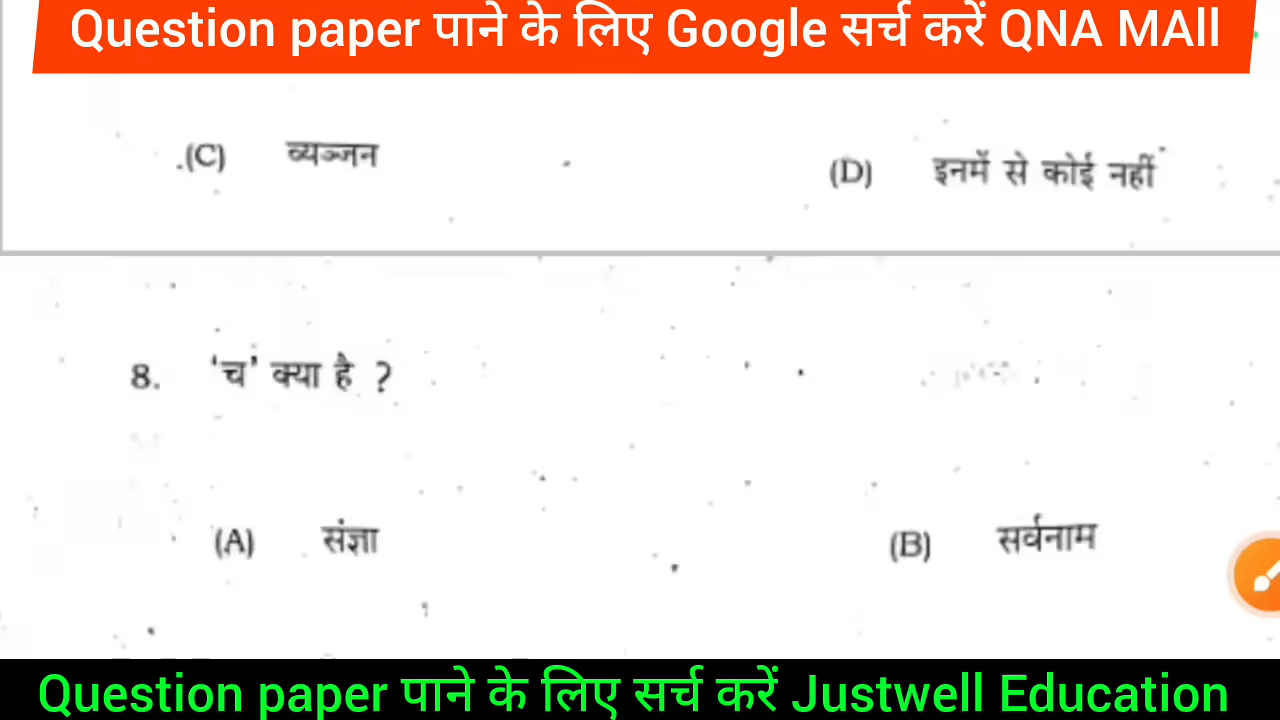 Question paper पाने के लिए Google सर्च करें QNA MAll
(C) व्यञ्जन (D) इनमें से कोई नहीं
8. 'च' क्या है ?
(A) संज्ञा (B) सर्वनाम
Question paper पाने के लिए सर्च करें Justwell Education